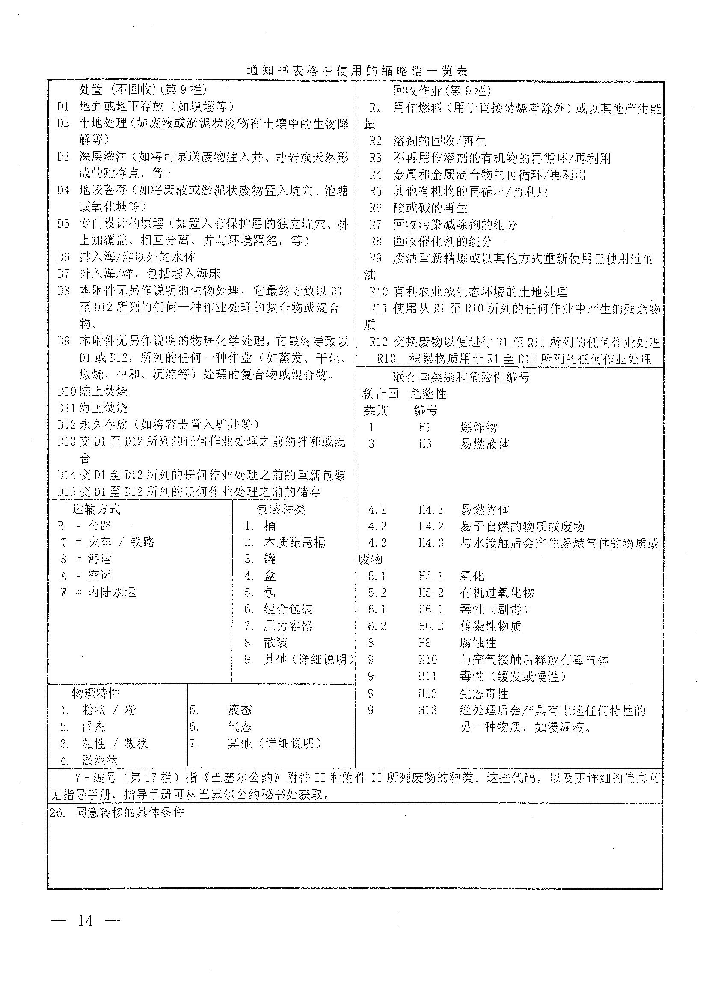 通知书表格中使用的缩略语一览表
处置 (不回收)(第 9 栏)
D1 地面或地下存放（如填埋等）
D2 土地处理(如废液或淤泥状废物在土壤中的生物降
解等)
D3 深层灌注（如将可泵送废物注入井、盐岩或天然形
成的贮存点，等）
D4 地表蓄存（如将废液或淤泥状废物置入坑穴、池塘
或氧化塘等）
D5 专门设计的填埋（如置入有保护层的独立坑穴、阱
上加覆盖、相互分离、并与环境隔绝，等）
D6 排入海/洋以外的水体
D7 排入海/洋，包括埋入海床
D8 本附件无另作说明的生物处理，它最终导致以 D1
至 D12 所列的任何一种作业处理的复合物或混合
物。
D9 本附件无另作说明的物理化学处理，它最终导致以
D1 或 D12，所列的任何一种作业（如蒸发、干化、
煅烧、中和、沉淀等）处理的复合物或混合物。
D10 陆上焚烧
D11 海上焚烧
D12 永久存放（如将容器置入矿井等）
D13 交 D1 至 D12 所列的任何作业处理之前的拌和或混
合
D14 交 D1 至 D12 所列的任何作业处理之前的重新包装
D15 交 D1 至 D12 所列的任何作业处理之前的储存
回收作业(第 9 栏)
R1 用作燃料（用于直接焚烧者除外）或以其他产生能
量
R2 溶剂的回收/再生
R3 不再用作溶剂的有机物的再循环/再利用
R4 金属和金属混合物的再循环/再利用
R5 其他有机物的再循环/再利用
R6 酸或碱的再生
R7 回收污染减除剂的组分
R8 回收催化剂的组分
R9 废油重新精炼或以其他方式重新使用已使用过的
油
R10 有利农业或生态环境的土地处理
R11 使用从 R1 至 R10 所列的任何作业中产生的残余物
质
R12 交换废物以便进行 R1 至 R11 所列的任何作业处理
R13 积累物质用于 R1 至 R11 所列的任何作业处理
联合国类别和危险性编号
联合国 危险性
类别 编号
1 H1 爆炸物
3 H3 易燃液体
4.1 H4.1 易燃固体
4.2 H4.2 易于自燃的物质或废物
4.3 H4.3 与水接触后会产生易燃气体的物质或
废物
5.1 H5.1 氧化
5.2 H5.2 有机过氧化物
6.1 H6.1 毒性（剧毒）
6.2 H6.2 传染性物质
8 H8 腐蚀性
9 H10 与空气接触后释放有毒气体
9 H11 毒性（缓发或慢性）
9 H12 生态毒性
9 H13 经处理后会产具有上述任何特性的
另一种物质，如浸漏液。
运输方式
R = 公路
T = 火车 / 铁路
S = 海运
A = 空运
W = 内陆水运
包装种类
1. 桶
2. 木质琵琶桶
3. 罐
4. 盒
5. 包
6. 组合包装
7. 压力容器
8. 散装
9. 其他（详细说明）
物理特性
1. 粉状 / 粉
2. 固态
3. 粘性 / 糊状
4. 淤泥状
5. 液态
6. 气态
7. 其他（详细说明）
Y-编号（第 17 栏）指《巴塞尔公约》附件 II 和附件 II 所列废物的种类。这些代码，以及更详细的信息可
见指导手册，指导手册可从巴塞尔公约秘书处获取。
26. 同意转移的具体条件
— 14 —